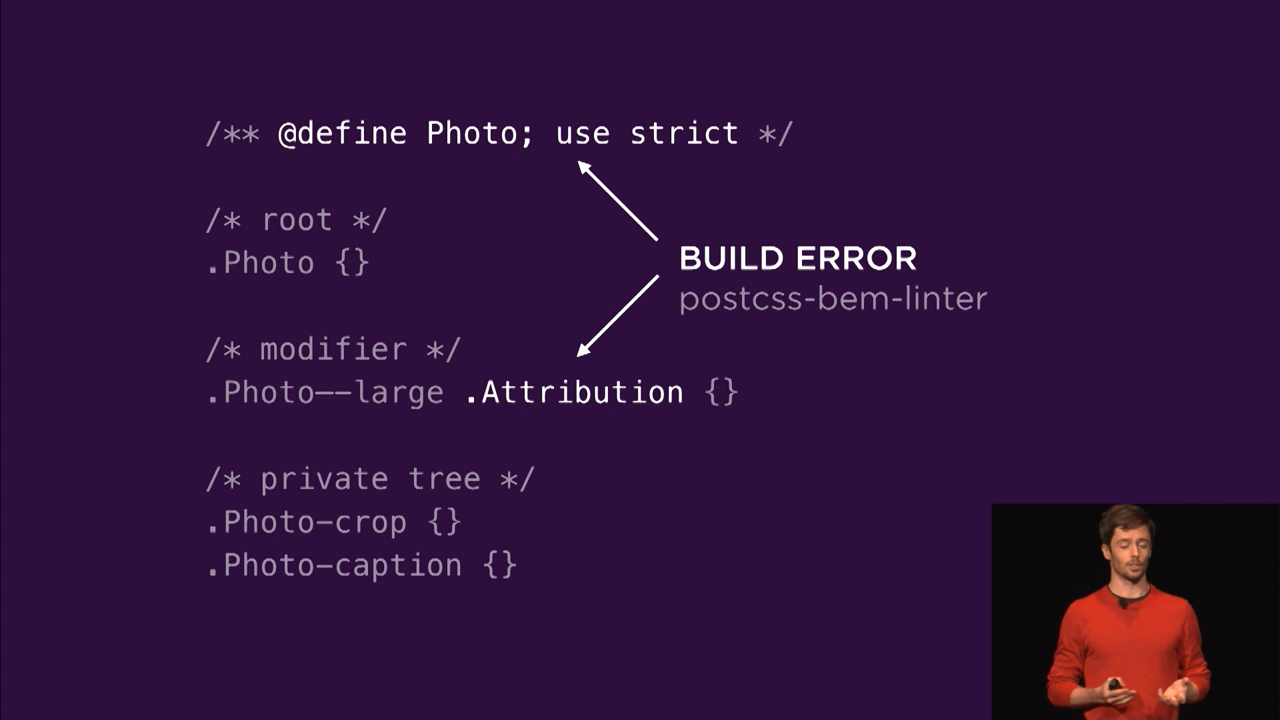 /** @define Photo; use strict */
/* root */
.Photo {}
BUILD ERROR
postcss-bem-linter
/* modifier */
.Photo--large .Attribution {}
/* private tree */
.Photo-crop {}
.Photo-caption {}